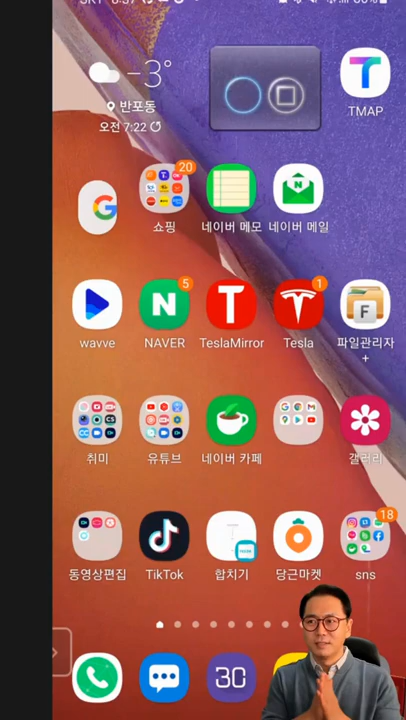 -3°
반포동
오전 7:22
TMAP
20
쇼핑
네이버 메모
N
네이버 메일
wavve
N
5
NAVER
T
TeslaMirror
1
Tesla
F
파일관리자
+
취미
유튜브
네이버 카페
갤러리
동영상편집
TikTok
합치기
당근마켓
18
sns
30